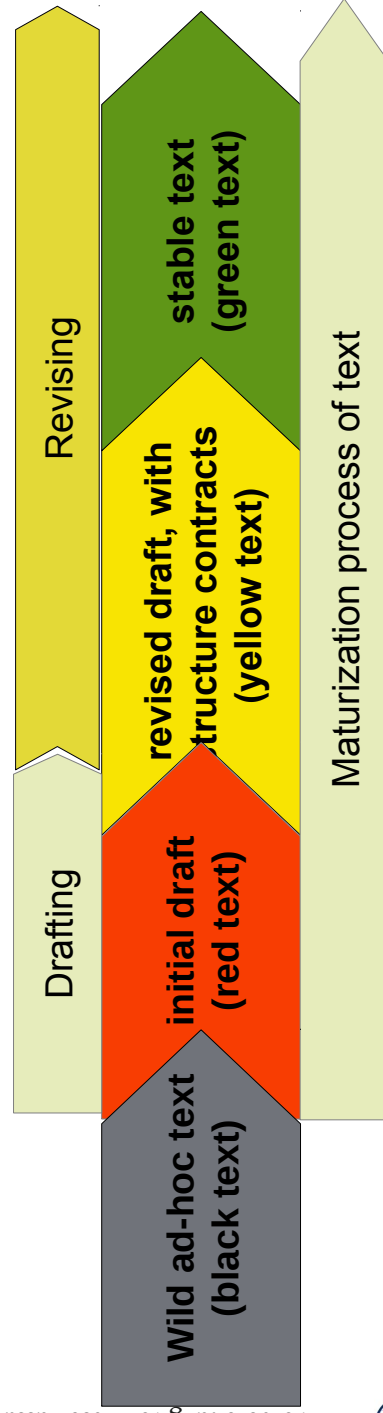 Drafting
Revising
Wild ad-hoc text
(black text)
initial draft
(red text)
revised draft, with
structure contracts
(yellow text)
stable text
(green text)
Maturization process of text